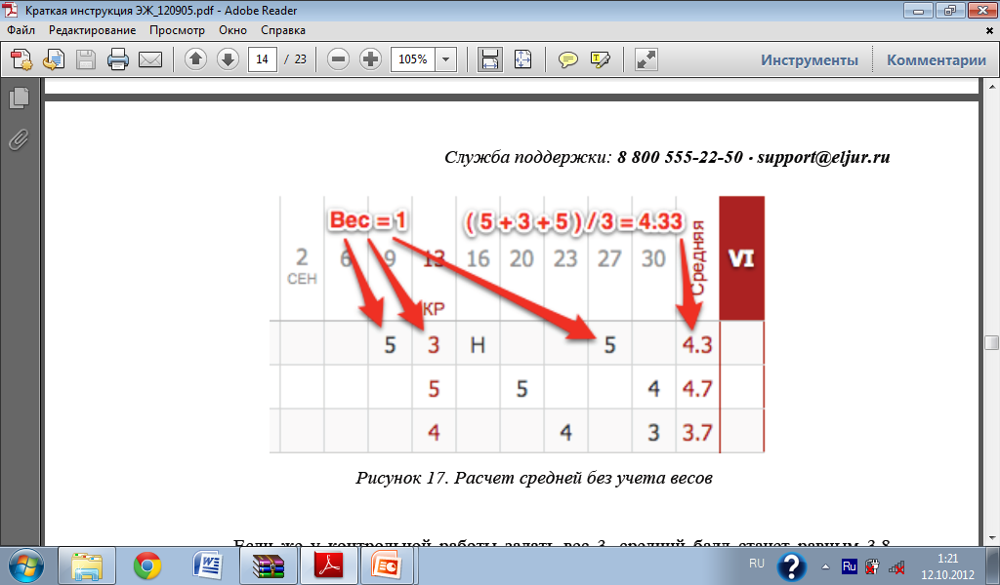 Краткая инструкция ЭЖ_120905.pdf - Adobe Reader
Файл Редактирование Просмотр Окно Справка
14 / 23 105% Инструменты Комментарии
Служба поддержки: 8 800 555-22-50 · support@eljur.ru
Вес = 1 (5 + 3 + 5) / 3 = 4.33
2 6 9 13 16 20 23 27 30 Средняя VI
СЕН КР
5 3 Н 5 4.3
5 5 4 4.7
4 4 3 3.7
Рисунок 17. Расчет средней без учета весов
Если же у контрольной работы задать вес 3, средний балл станет равным 3.8
RU Ru 1:21
12.10.2012